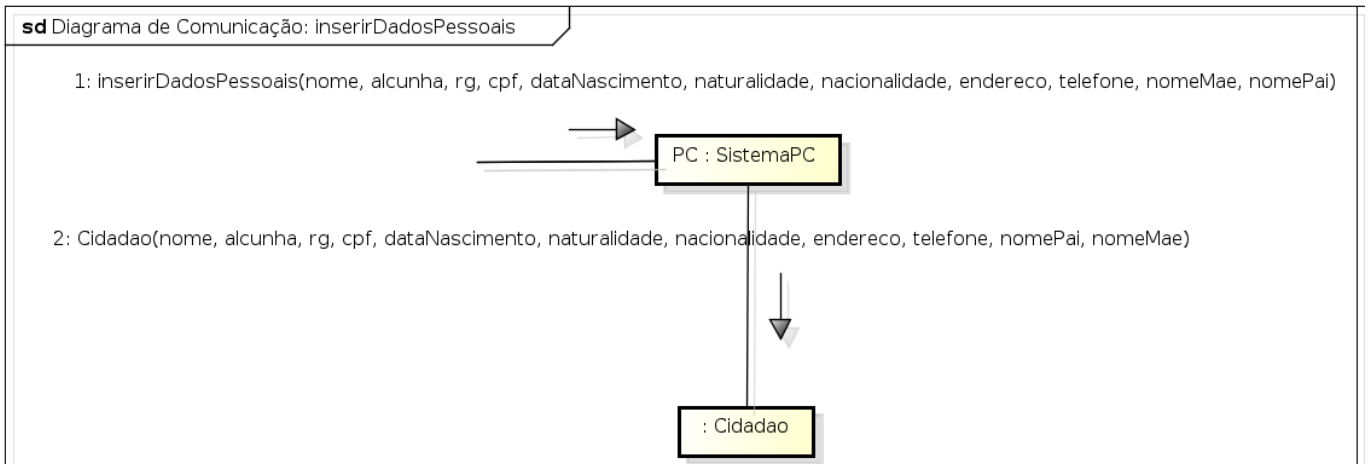 sd Diagrama de Comunicação: inserirDadosPessoais
1: inserirDadosPessoais(nome, alcunha, rg, cpf, dataNascimento, naturalidade, nacionalidade, endereco, telefone, nomeMae, nomePai)
PC : SistemaPC
2: Cidadao(nome, alcunha, rg, cpf, dataNascimento, naturalidade, nacionalidade, endereco, telefone, nomePai, nomeMae)
: Cidadao